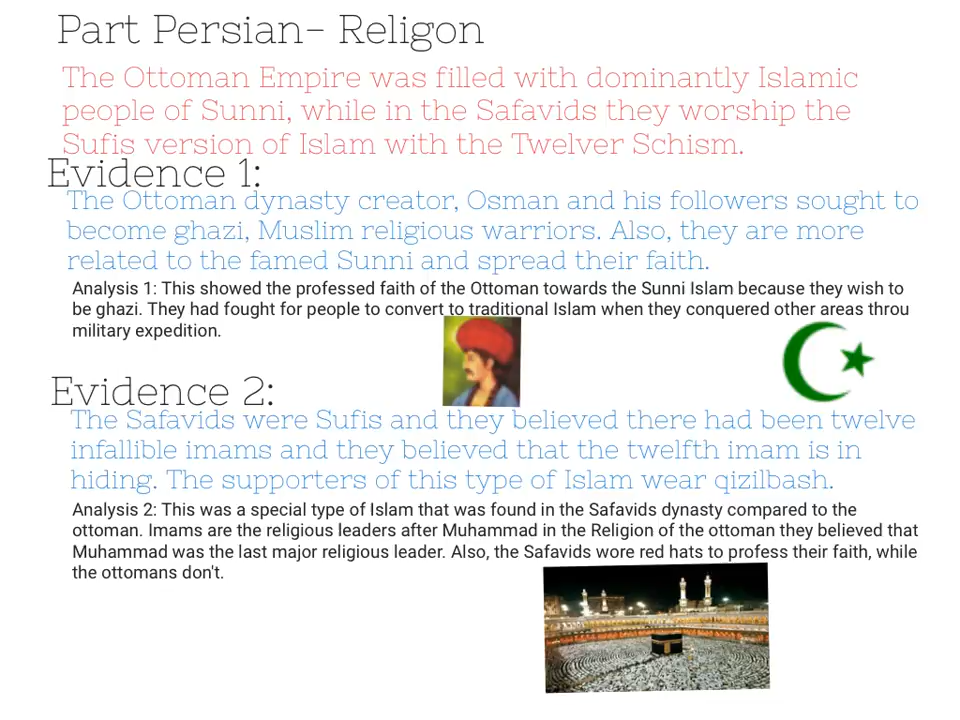 Part Persian- Religon
The Ottoman Empire was filled with dominantly Islamic
people of Sunni, while in the Safavids they worship the
Sufis version of Islam with the Twelver Schism.
Evidence 1:
The Ottoman dynasty creator, Osman and his followers sought to
become ghazi, Muslim religious warriors. Also, they are more
related to the famed Sunni and spread their faith.
Analysis 1: This showed the professed faith of the Ottoman towards the Sunni Islam because they wish to
be ghazi. They had fought for people to convert to traditional Islam when they conquered other areas throu
military expedition.
Evidence 2:
The Safavids were Sufis and they believed there had been twelve
infallible imams and they believed that the twelfth imam is in
hiding. The supporters of this type of Islam wear qizilbash.
Analysis 2: This was a special type of Islam that was found in the Safavids dynasty compared to the
ottoman. Imams are the religious leaders after Muhammad in the Religion of the ottoman they believed that
Muhammad was the last major religious leader. Also, the Safavids wore red hats to profess their faith, while
the ottomans don't.